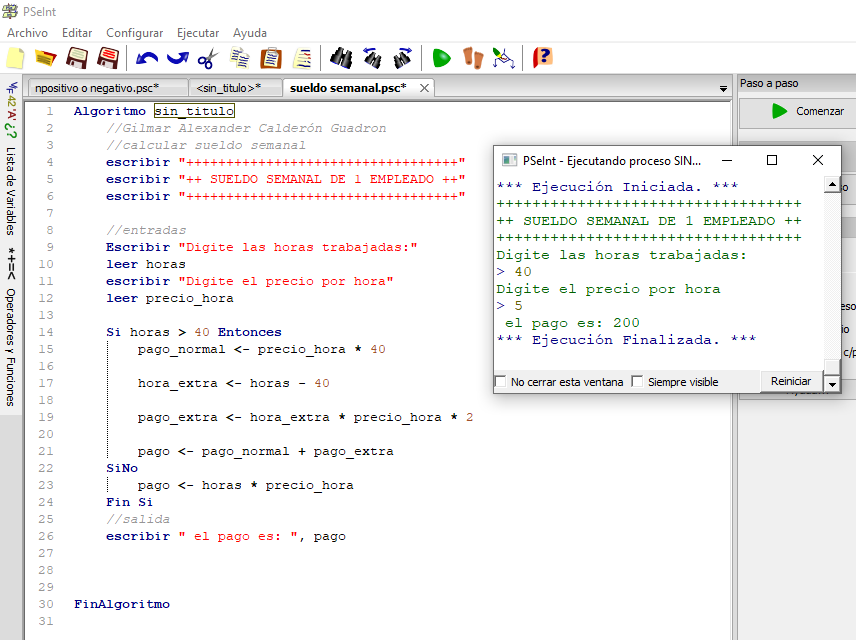 PSeInt
Archivo Editar Configurar Ejecutar Ayuda
npositivo o negativo.psc* <sin_titulo>* sueldo semanal.psc*
Lista de Variables
*+=< Operadores y Funciones
1 Algoritmo sin_titulo
2 //Gilmar Alexander Calderón Guadron
3 //calcular sueldo semanal
4 escribir "++++++++++++++++++++++++++++++++++"
5 escribir "++ SUELDO SEMANAL DE 1 EMPLEADO ++"
6 escribir "++++++++++++++++++++++++++++++++++"
7
8 //entradas
9 Escribir "Digite las horas trabajadas:"
10 leer horas
11 escribir "Digite el precio por hora"
12 leer precio_hora
13
14 Si horas > 40 Entonces
15 pago_normal <- precio_hora * 40
16
17 hora_extra <- horas - 40
18
19 pago_extra <- hora_extra * precio_hora * 2
20
21 pago <- pago_normal + pago_extra
22 SiNo
23 pago <- horas * precio_hora
24 Fin Si
25 //salida
26 escribir " el pago es: ", pago
27
28
29
30 FinAlgoritmo
31
Paso a paso
Comenzar
PSeInt - Ejecutando proceso SIN...
*** Ejecución Iniciada. ***
++++++++++++++++++++++++++++++++++
++ SUELDO SEMANAL DE 1 EMPLEADO ++
++++++++++++++++++++++++++++++++++
Digite las horas trabajadas:
> 40
Digite el precio por hora
> 5
el pago es: 200
*** Ejecución Finalizada. ***
No cerrar esta ventana Siempre visible Reiniciar